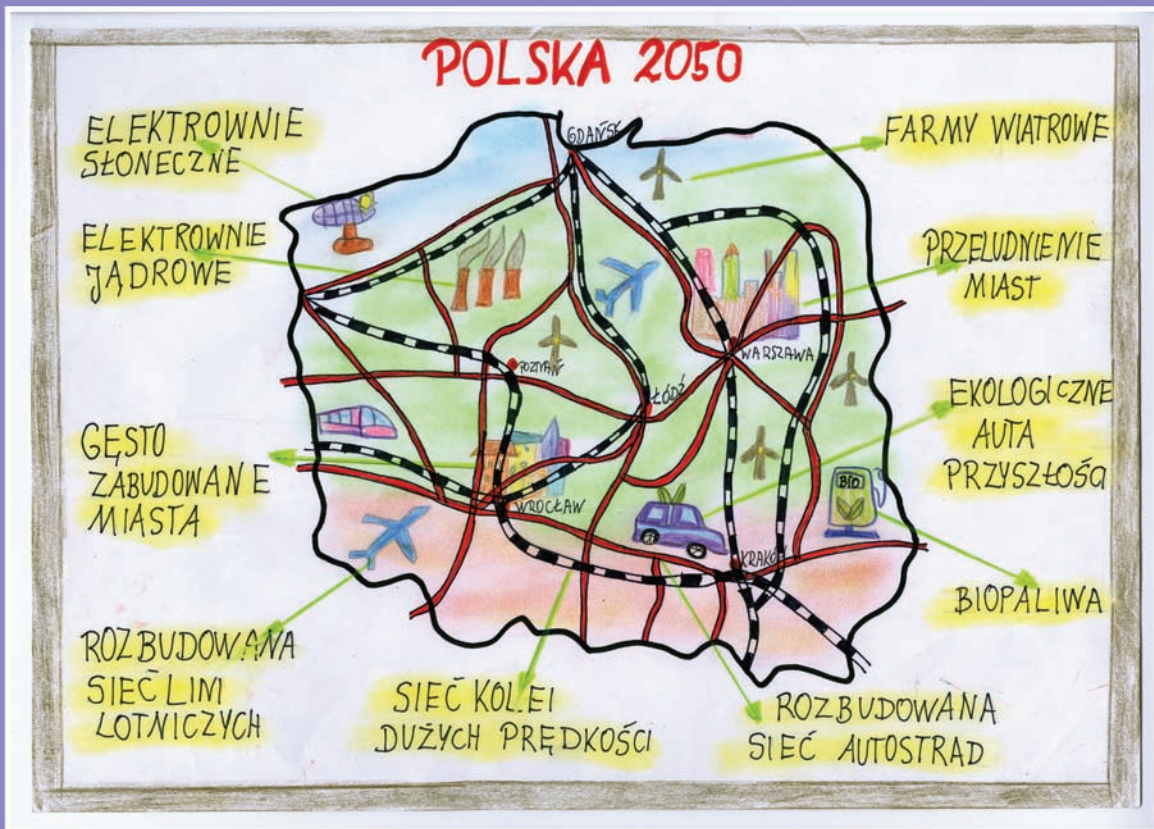 POLSKA 2050
ELEKTROWNIE
SŁONECZNE
GDAŃSK
FARMY WIATROWE
ELEKTROWNIE
JĄDROWE
PRZELUDNIENIE
MIAST
WARSZAWA
POZNAŃ
ŁÓDŹ
EKOLOGICZNE
AUTA
PRZYSZŁOŚCI
GĘSTO
ZABUDOWANE
MIASTA
WROCŁAW
BIO
KRAKÓW
BIOPALIWA
ROZBUDOWANA
SIEĆ LINI
LOTNICZYCH
SIEĆ KOLEI
DUŻYCH PRĘDKOŚCI
ROZBUDOWANA
SIEĆ AUTOSTRAD